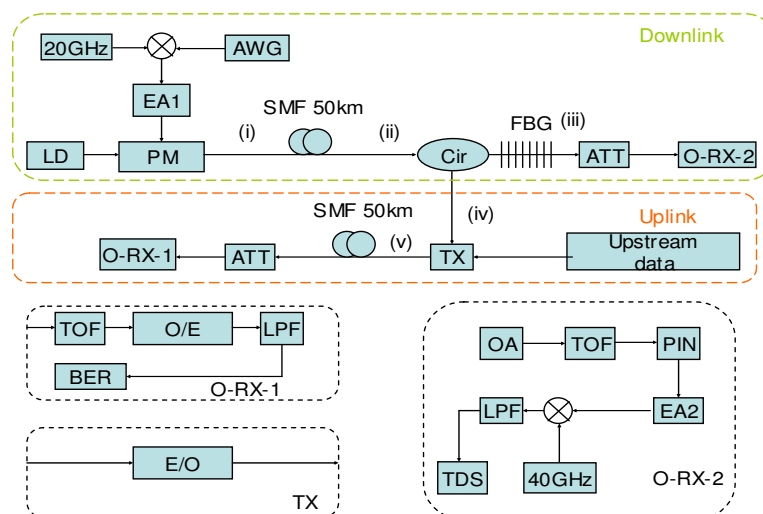 Downlink
20GHz
AWG
EA1
SMF 50km
(i)
(ii)
FBG
(iii)
LD
PM
Cir
ATT
O-RX-2
SMF 50km
(iv)
Uplink
O-RX-1
ATT
(v)
TX
Upstream
data
TOF
O/E
LPF
BER
O-RX-1
E/O
TX
OA
TOF
PIN
LPF
EA2
TDS
40GHz
O-RX-2